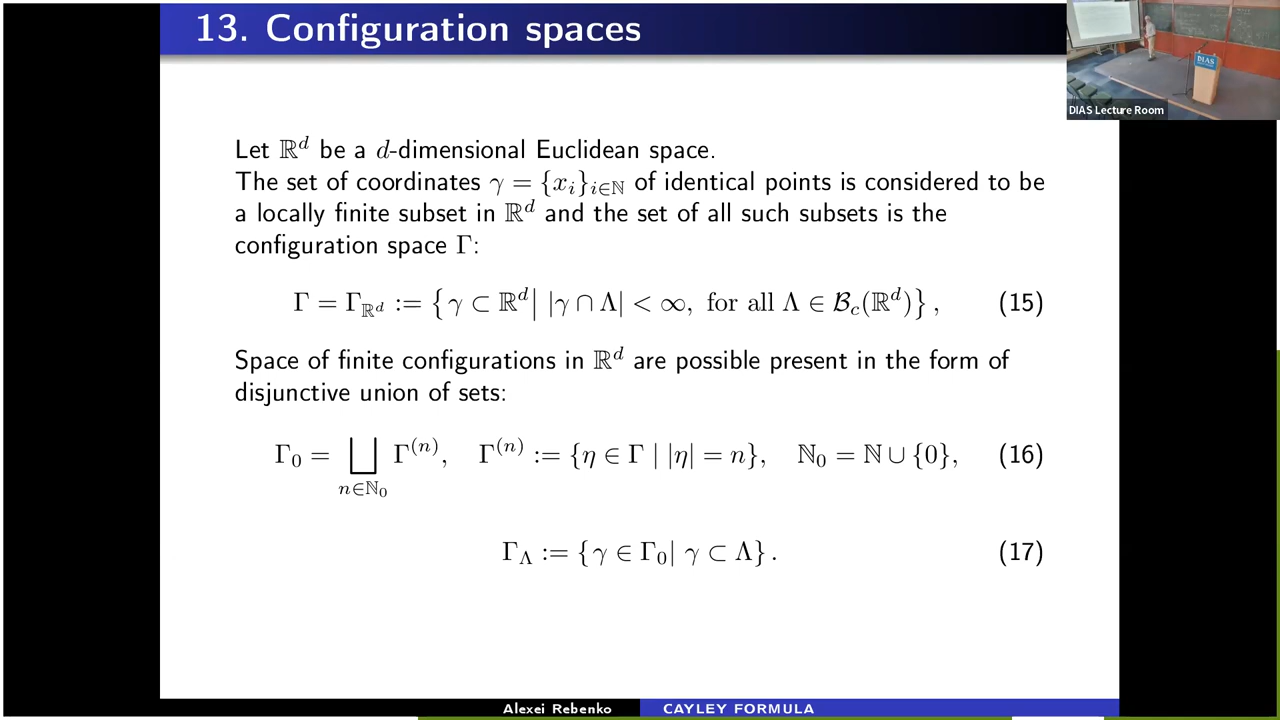 13. Configuration spaces
DIAS
DIAS Lecture Room
Let ℝ^d be a d-dimensional Euclidean space.
The set of coordinates γ = {x_i}_{i∈ℕ} of identical points is considered to be
a locally finite subset in ℝ^d and the set of all such subsets is the
configuration space Γ:
Γ = Γ_{ℝ^d} := { γ ⊂ ℝ^d | |γ ∩ Λ| < ∞, for all Λ ∈ ℬ_c(ℝ^d) } , (15)
Space of finite configurations in ℝ^d are possible present in the form of
disjunctive union of sets:
Γ_0 = ⨆_{n∈ℕ_0} Γ^{(n)}, Γ^{(n)} := {η ∈ Γ | |η| = n}, ℕ_0 = ℕ ∪ {0}, (16)
Γ_Λ := {γ ∈ Γ_0| γ ⊂ Λ} . (17)
Alexei Rebenko CAYLEY FORMULA